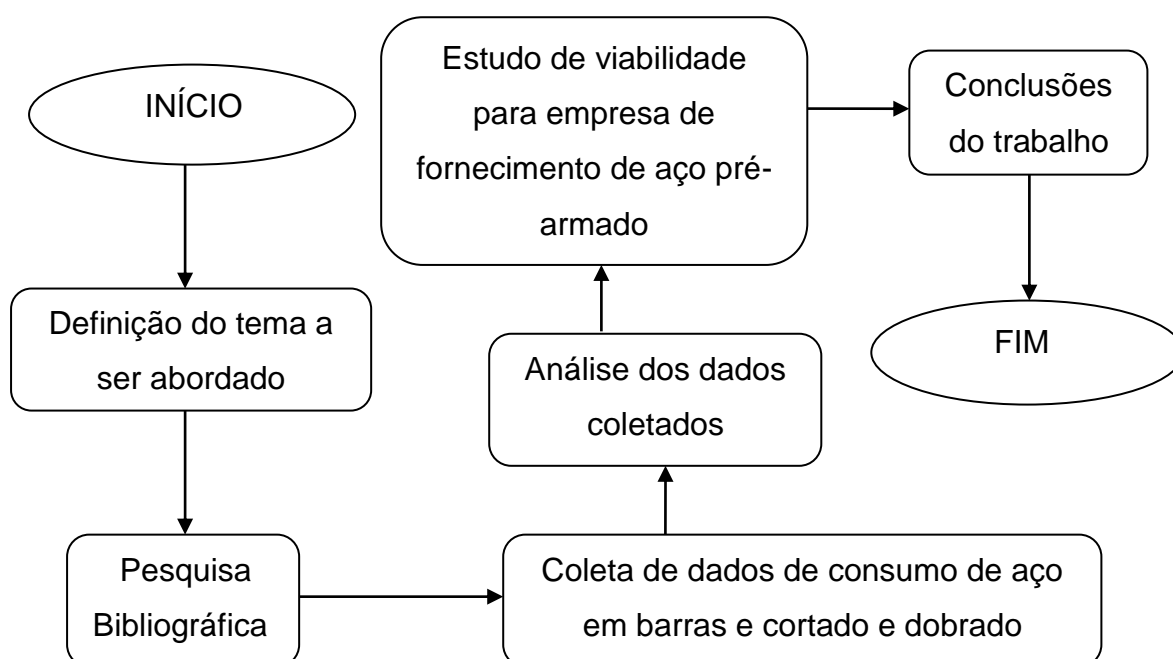 INÍCIO
Definição do tema a
ser abordado
Pesquisa
Bibliográfica
Coleta de dados de consumo de aço
em barras e cortado e dobrado
Análise dos dados
coletados
Estudo de viabilidade
para empresa de
fornecimento de aço pré-
armado
Conclusões
do trabalho
FIM